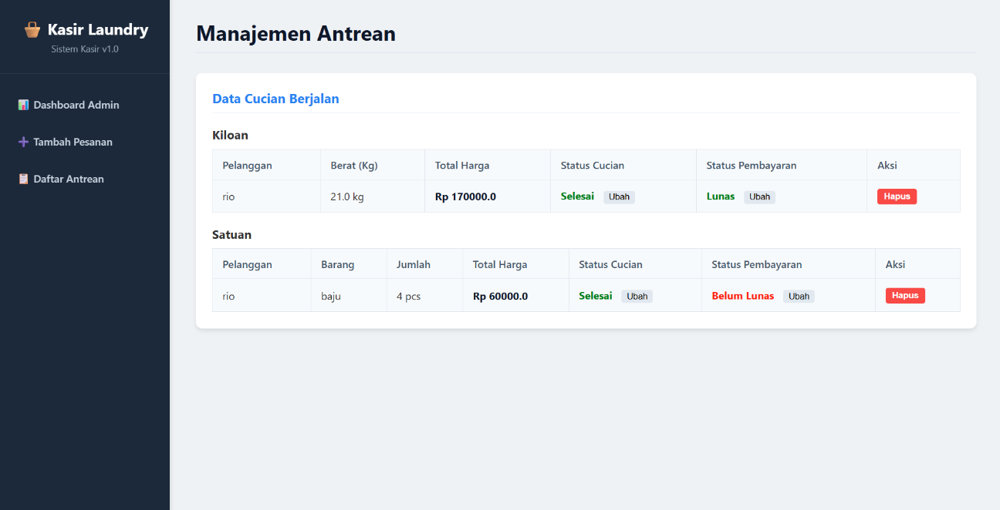 Kasir Laundry
Sistem Kasir v1.0
Dashboard Admin
Tambah Pesanan
Daftar Antrean
Manajemen Antrean
Data Cucian Berjalan
Kiloan
Pelanggan Berat (Kg) Total Harga Status Cucian Status Pembayaran Aksi
rio 21.0 kg Rp 170000.0 Selesai Ubah Lunas Ubah Hapus
Satuan
Pelanggan Barang Jumlah Total Harga Status Cucian Status Pembayaran Aksi
rio baju 4 pcs Rp 60000.0 Selesai Ubah Belum Lunas Ubah Hapus